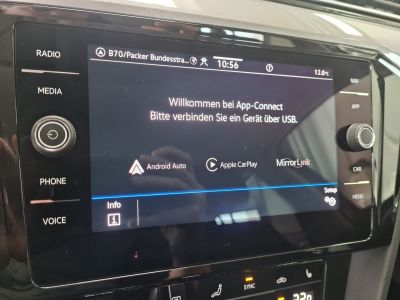 RADIO
MEDIA
PHONE
VOICE
B70/Packer Bundesstra...
10:56
12.0°C
Willkommen bei App-Connect
Bitte verbinden Sie ein Gerät über USB.
Android Auto
Apple CarPlay
MirrorLink
Info
Setup
NAV
APP
CAR
MENU
SYNC